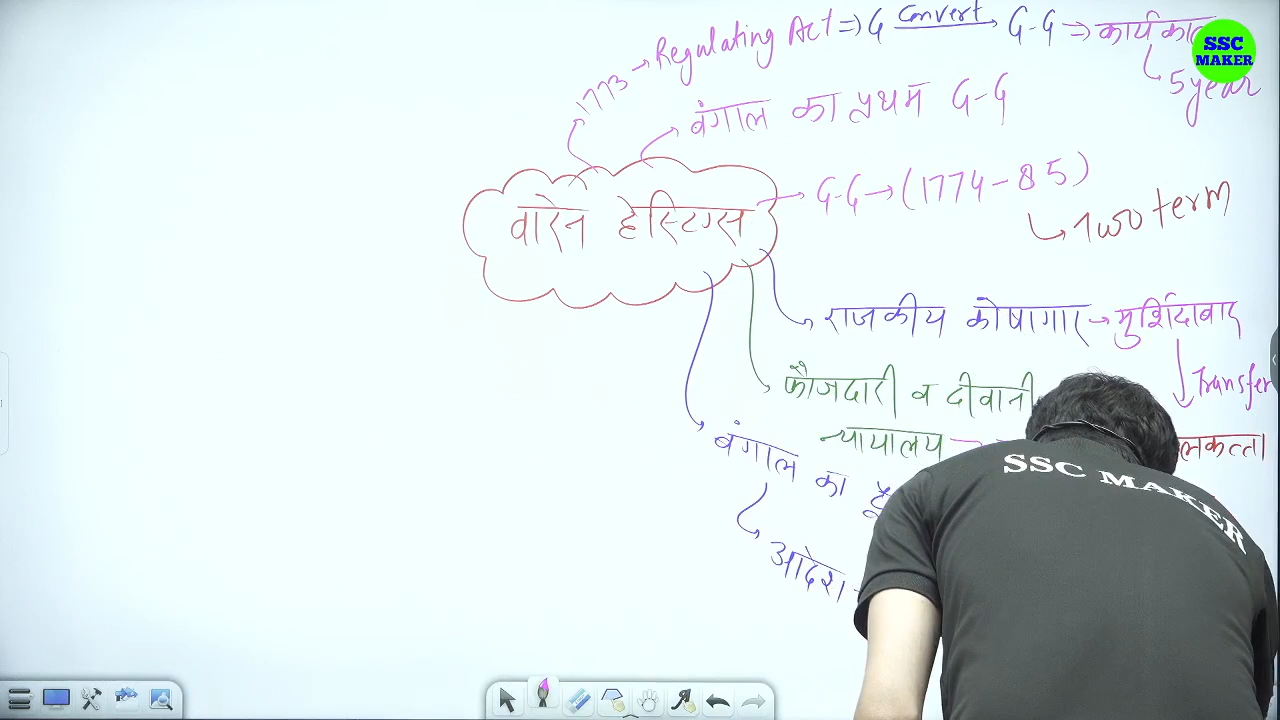 1773 → Regulating Act ⇒ G Convert → G-G ⇒ कार्यकाल
5 year
SSC
MAKER
बंगाल का प्रथम G-G
वारेन हेस्टिंग्स
G-G → (1774-85)
Two term
राजकीय कोषागार → मुर्शिदाबाद
Transfer
फौजदारी व दीवानी
न्यायालय
बंगाल का
आदेश
SSC MAKER